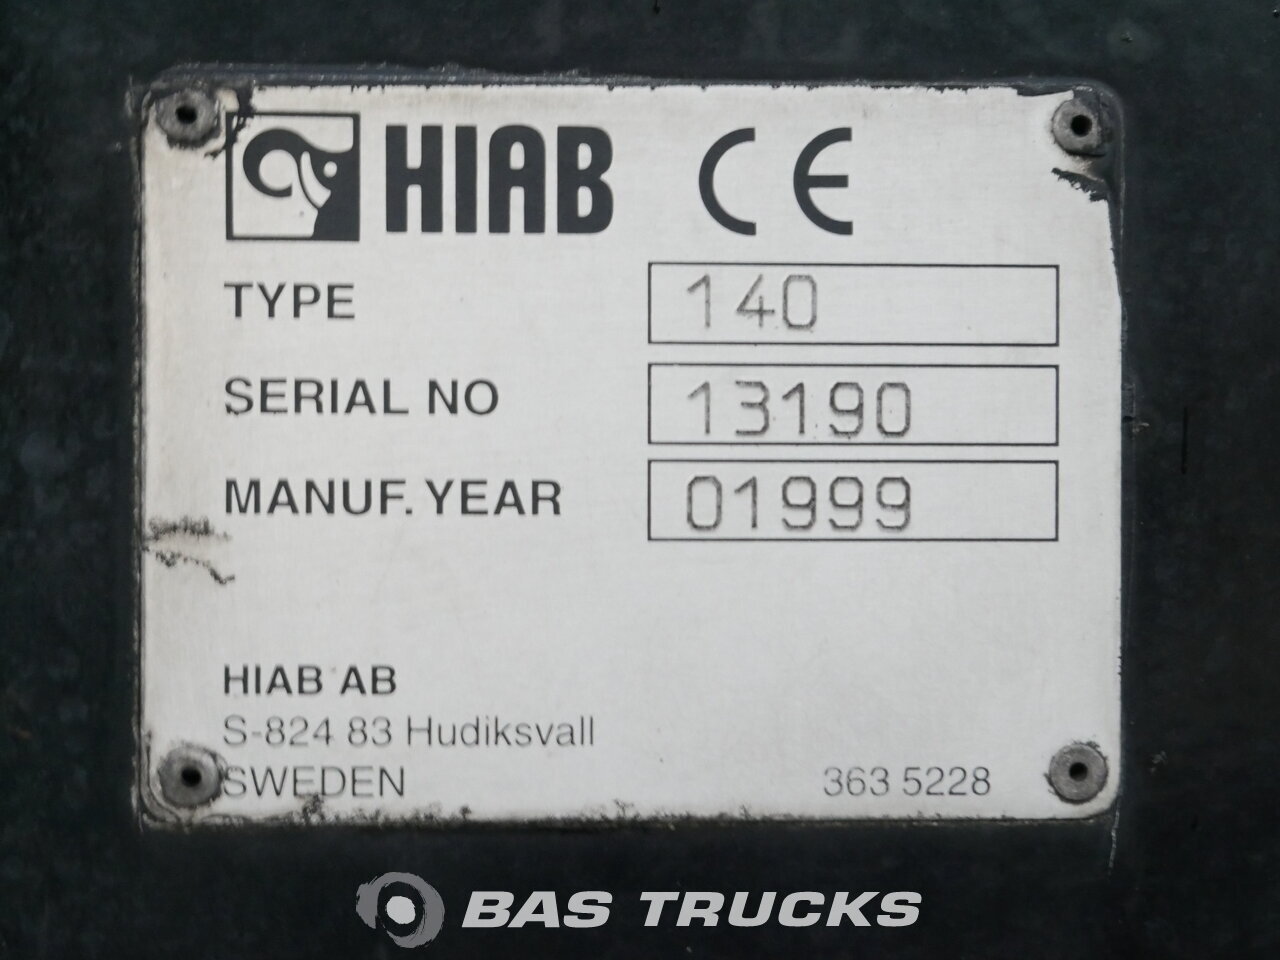 HIAB CE
TYPE 140
SERIAL NO 13190
MANUF. YEAR 01999
HIAB AB
S-824 83 Hudiksvall
SWEDEN 363 5228
BAS TRUCKS